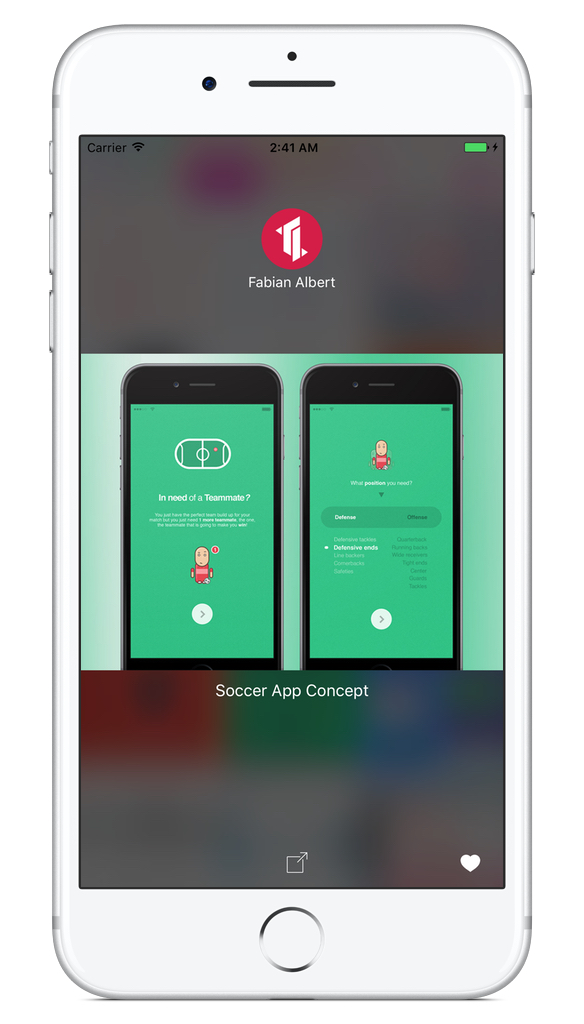 Carrier
2:41 AM
Fabian Albert
In need of a Teammate?
You just have the perfect team build up for your
match but you just need 1 more teammate, the one,
the teammate that is going to make you win!
1
What position you need?
Defense
Offense
Defensive tackles
Defensive ends
Line backers
Cornerbacks
Safeties
Quarterback
Running backs
Wide receivers
Tight ends
Center
Guards
Tackles
Soccer App Concept